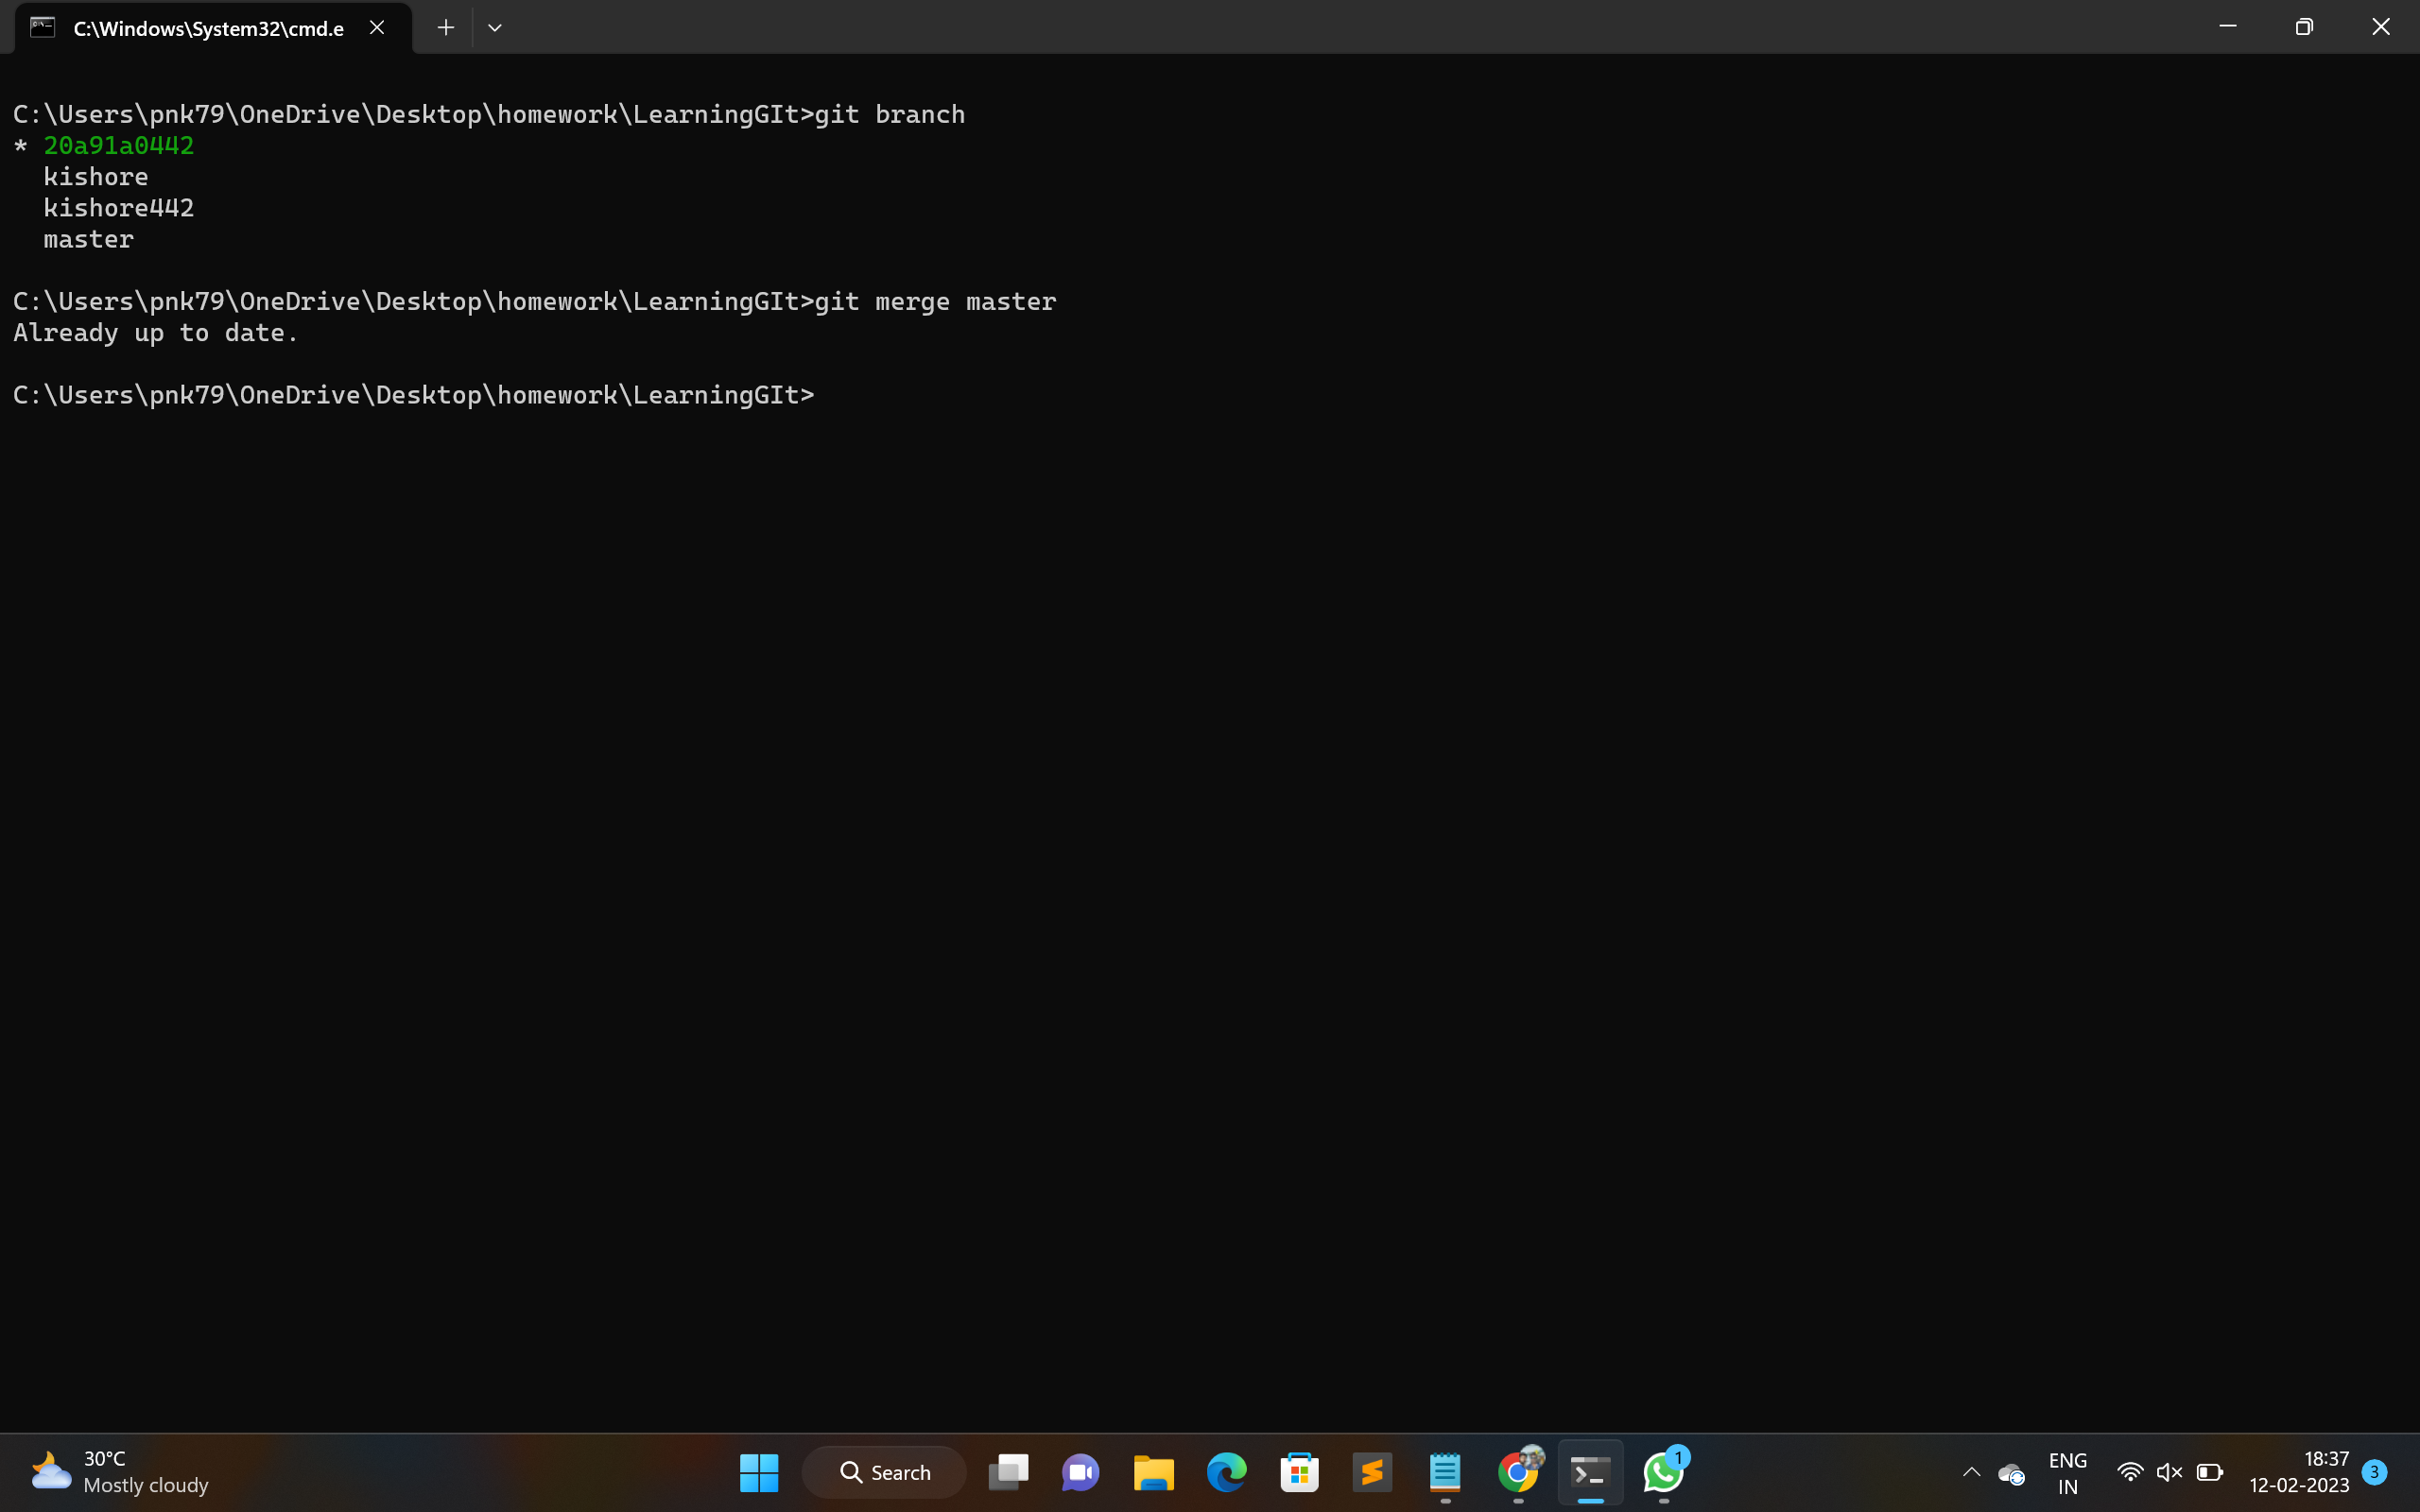 C:\Windows\System32\cmd.e
C:\Users\pnk79\OneDrive\Desktop\homework\LearningGIt>git branch
* 20a91a0442
  kishore
  kishore442
  master
C:\Users\pnk79\OneDrive\Desktop\homework\LearningGIt>git merge master
Already up to date.
C:\Users\pnk79\OneDrive\Desktop\homework\LearningGIt>
30°C
Mostly cloudy
Search
1
ENG
IN
18:37
12-02-2023
3